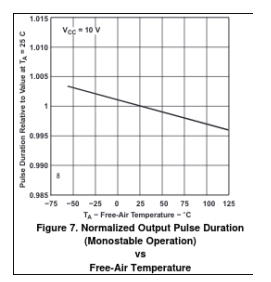 1.015
V_CC = 10 V
1.010
1.005
1
0.995
0.990
8
0.985
Pulse Duration Relative to Value at T_A = 25 C
−75 −50 −25 0 25 50 75 100 125
T_A − Free-Air Temperature − °C
Figure 7. Normalized Output Pulse Duration
(Monostable Operation)
vs
Free-Air Temperature